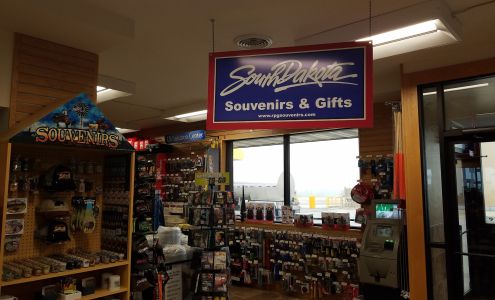 South Dakota
Souvenirs & Gifts
www.rpgsouvenirs.com
SOUVENIRS